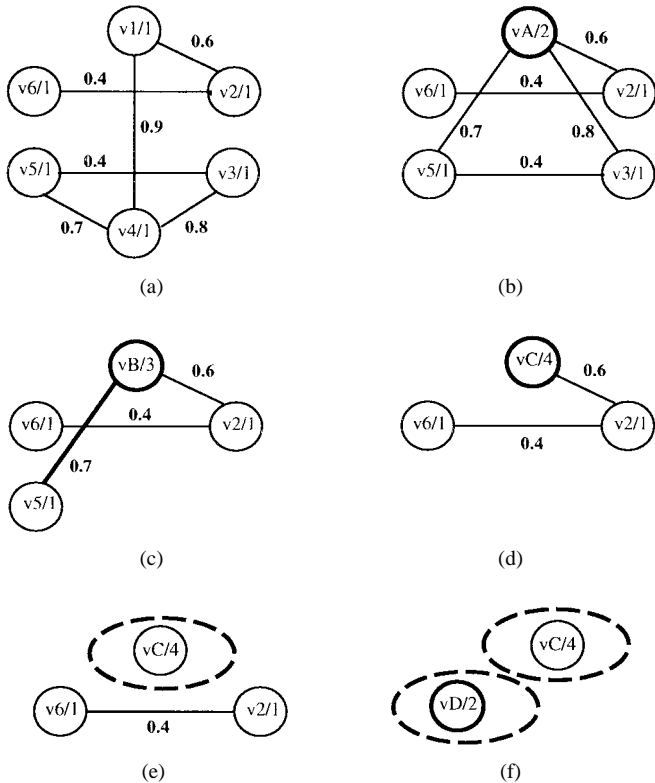 v1/1
0.6
vA/2
0.6
v6/1
0.4
v2/1
v6/1
0.4
v2/1
0.9
0.7
0.8
v5/1
0.4
v3/1
v5/1
0.4
v3/1
0.7
v4/1
0.8
(a)
(b)
vB/3
0.6
vC/4
0.6
v6/1
0.4
v2/1
v6/1
0.4
v2/1
0.7
v5/1
(c)
(d)
vC/4
vC/4
v6/1
0.4
v2/1
vD/2
(e)
(f)